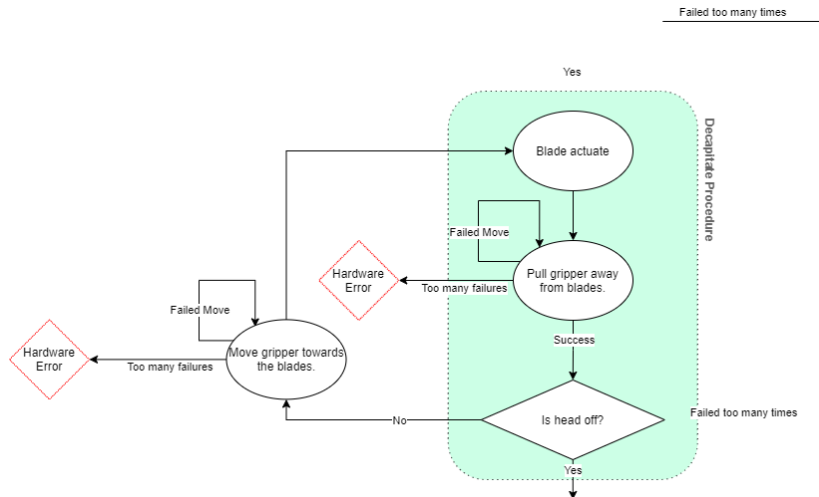 Failed too many times
Yes
Decapitate Procedure
Blade actuate
Failed Move
Pull gripper away
from blades.
Hardware
Error
Too many failures
Success
Failed Move
Move gripper towards
the blades.
Hardware
Error
Too many failures
Is head off?
Failed too many times
No
Yes